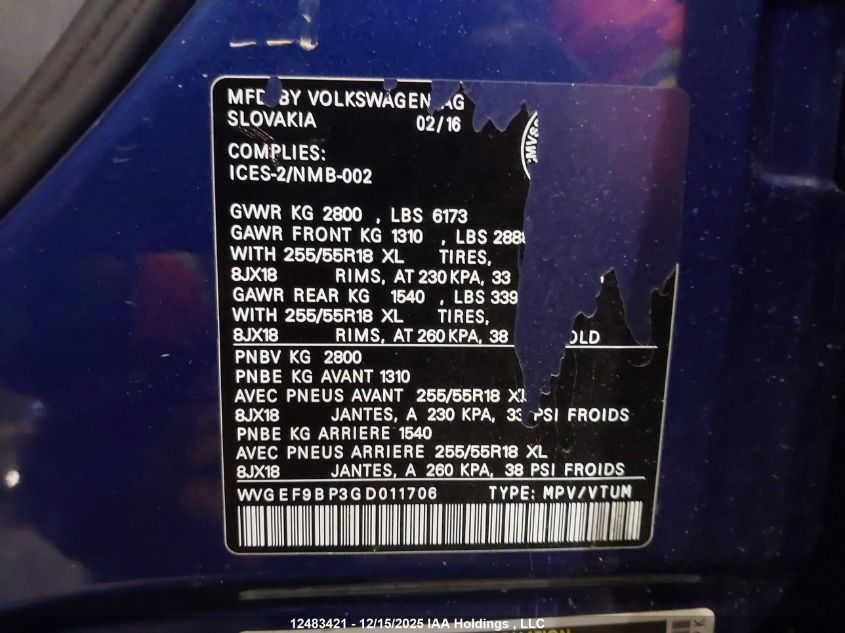 MFD BY VOLKSWAGEN AG
SLOVAKIA 02/16
COMPLIES:
ICES-2/NMB-002
GVWR KG 2800 , LBS 6173
GAWR FRONT KG 1310 , LBS 288
WITH 255/55R18 XL TIRES,
8JX18 RIMS, AT 230 KPA, 33
GAWR REAR KG 1540 , LBS 339
WITH 255/55R18 XL TIRES,
8JX18 RIMS, AT 260 KPA, 38 OLD
PNBV KG 2800
PNBE KG AVANT 1310
AVEC PNEUS AVANT 255/55R18 XL
8JX18 JANTES, A 230 KPA, 33 PSI FROIDS
PNBE KG ARRIERE 1540
AVEC PNEUS ARRIERE 255/55R18 XL
8JX18 JANTES, A 260 KPA, 38 PSI FROIDS
WVGEF9BP3GD011706 TYPE: MPV/VTUM
12483421 - 12/15/2025 IAA Holdings , LLC